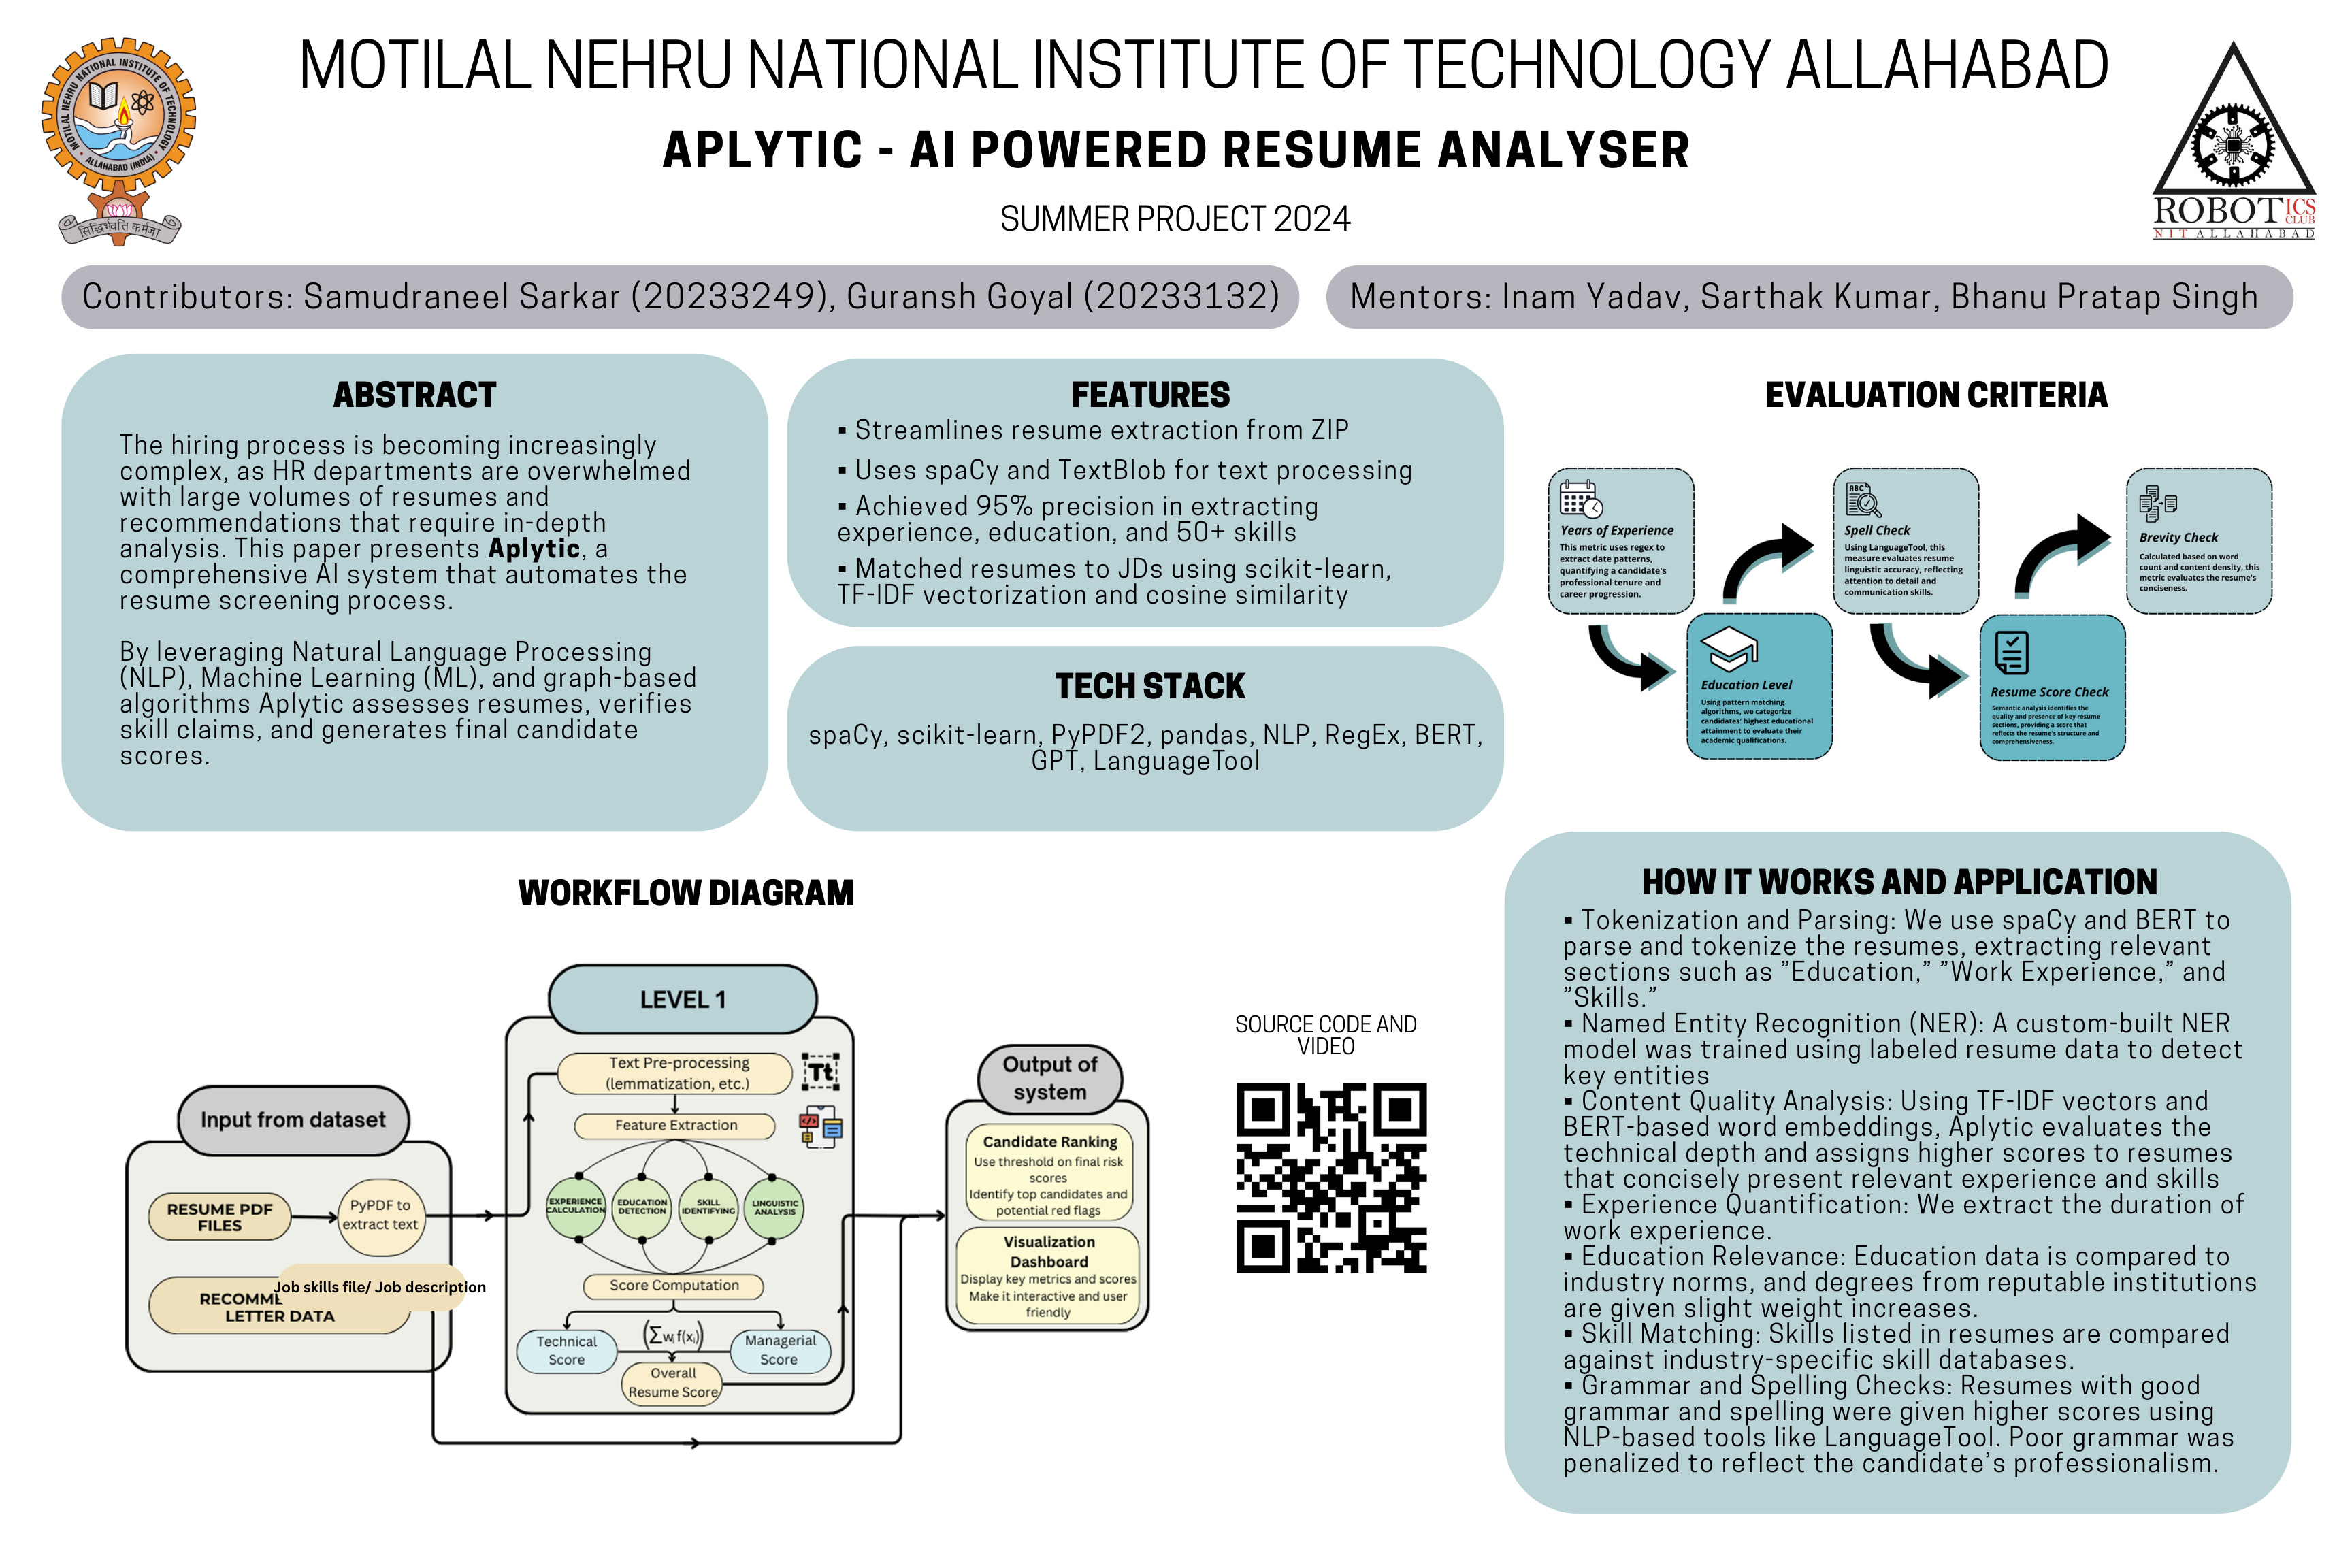 MOTILAL NEHRU NATIONAL INSTITUTE OF TECHNOLOGY ALLAHABAD
APLYTIC - AI POWERED RESUME ANALYSER
SUMMER PROJECT 2024
MOTILAL NEHRU NATIONAL INSTITUTE OF TECHNOLOGY
ALLAHABAD (INDIA)
सिद्धिर्भवति कर्मजा
ROBOTICS
CLUB
NIT ALLAHABAD
Contributors: Samudraneel Sarkar (20233249), Guransh Goyal (20233132)
Mentors: Inam Yadav, Sarthak Kumar, Bhanu Pratap Singh
ABSTRACT
The hiring process is becoming increasingly
complex, as HR departments are overwhelmed
with large volumes of resumes and
recommendations that require in-depth
analysis. This paper presents Aplytic, a
comprehensive AI system that automates the
resume screening process.
By leveraging Natural Language Processing
(NLP), Machine Learning (ML), and graph-based
algorithms Aplytic assesses resumes, verifies
skill claims, and generates final candidate
scores.
FEATURES
▪ Streamlines resume extraction from ZIP
▪ Uses spaCy and TextBlob for text processing
▪ Achieved 95% precision in extracting
experience, education, and 50+ skills
▪ Matched resumes to JDs using scikit-learn,
TF-IDF vectorization and cosine similarity
TECH STACK
spaCy, scikit-learn, PyPDF2, pandas, NLP, RegEx, BERT,
GPT, LanguageTool
EVALUATION CRITERIA
Years of Experience
This metric uses regex to
extract date patterns,
quantifying a candidate's
professional tenure and
career progression.
Education Level
Using pattern matching
algorithms, we categorize
candidates' highest educational
attainment to evaluate their
academic qualifications.
ABC
Spell Check
Using LanguageTool, this
measure evaluates resume
linguistic accuracy, reflecting
attention to detail and
communication skills.
Resume Score Check
Semantic analysis identifies the
quality and presence of key resume
sections, providing a score that
reflects the resume's structure and
comprehensiveness.
Brevity Check
Calculated based on word
count and content density, this
metric evaluates the resume's
conciseness.
WORKFLOW DIAGRAM
Input from dataset
RESUME PDF
FILES
PyPDF to
extract text
Job skills file/ Job description
RECOMME
LETTER DATA
LEVEL 1
Text Pre-processing
(lemmatization, etc.)
Tt
Feature Extraction
EXPERIENCE
CALCULATION
EDUCATION
DETECTION
SKILL
IDENTIFYING
LINGUISTIC
ANALYSIS
Score Computation
Technical
Score
(∑wᵢ f(xᵢ))
Managerial
Score
Overall
Resume Score
Output of
system
Candidate Ranking
Use threshold on final risk
scores
Identify top candidates and
potential red flags
Visualization
Dashboard
Display key metrics and scores
Make it interactive and user
friendly
SOURCE CODE AND
VIDEO
HOW IT WORKS AND APPLICATION
▪ Tokenization and Parsing: We use spaCy and BERT to
parse and tokenize the resumes, extracting relevant
sections such as ”Education,” ”Work Experience,” and
”Skills.”
▪ Named Entity Recognition (NER): A custom-built NER
model was trained using labeled resume data to detect
key entities
▪ Content Quality Analysis: Using TF-IDF vectors and
BERT-based word embeddings, Aplytic evaluates the
technical depth and assigns higher scores to resumes
that concisely present relevant experience and skills
▪ Experience Quantification: We extract the duration of
work experience.
▪ Education Relevance: Education data is compared to
industry norms, and degrees from reputable institutions
are given slight weight increases.
▪ Skill Matching: Skills listed in resumes are compared
against industry-specific skill databases.
▪ Grammar and Spelling Checks: Resumes with good
grammar and spelling were given higher scores using
NLP-based tools like LanguageTool. Poor grammar was
penalized to reflect the candidate’s professionalism.